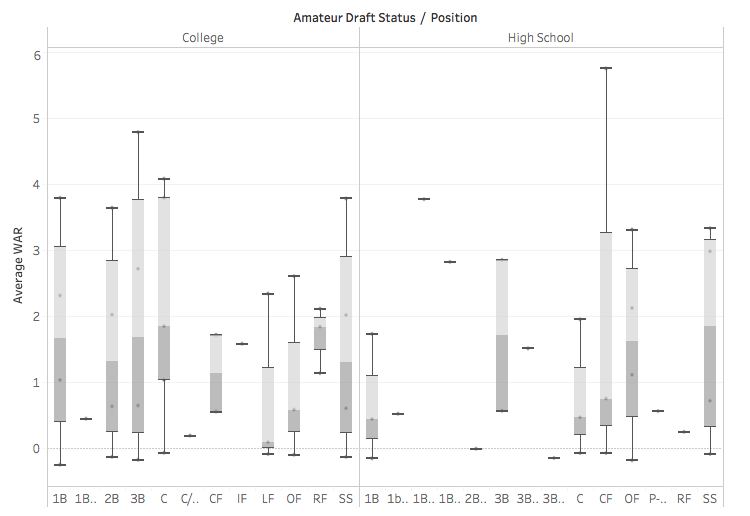 Amateur Draft Status / Position
College High School
6
5
4
3
2
1
0
Average WAR
1B 1B.. 2B 3B C C/.. CF IF LF OF RF SS 1B 1b.. 1B.. 1B.. 2B.. 3B 3B.. 3B.. C CF OF P-.. RF SS